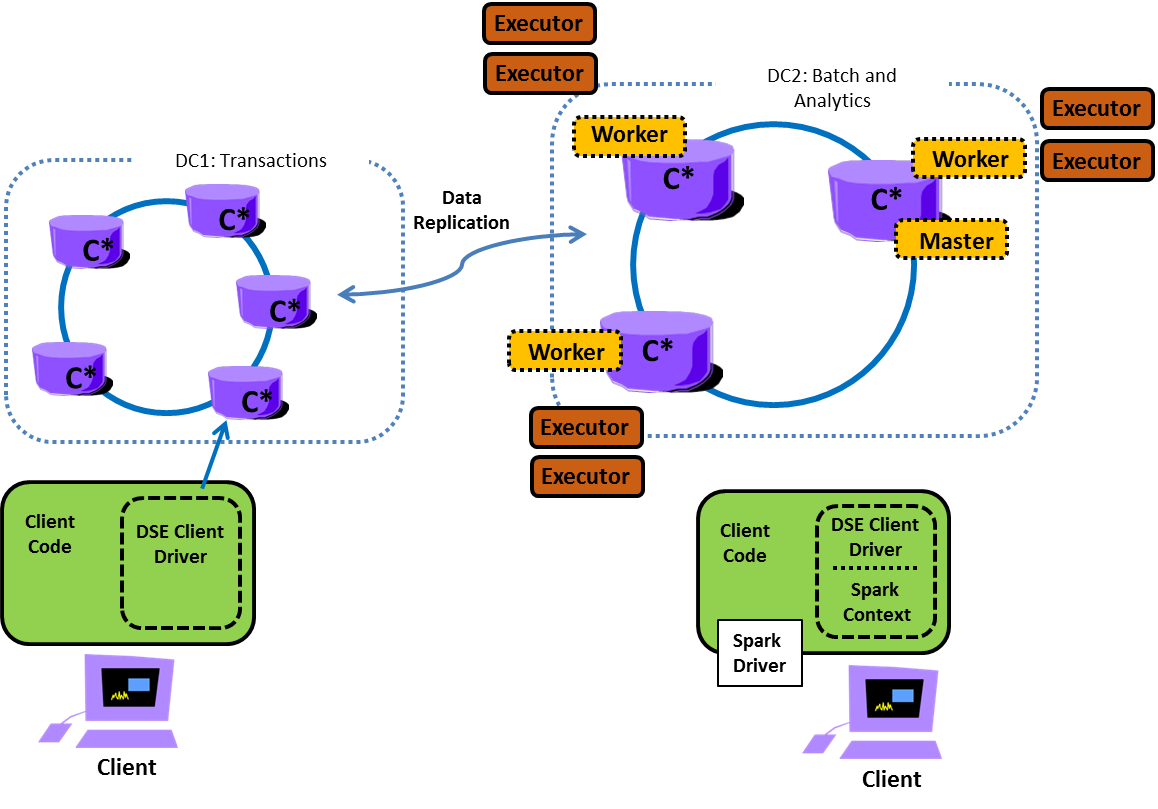 Executor
Executor
DC2: Batch and
Analytics
Executor
Executor
Worker
Worker
C*
C*
Master
DC1: Transactions
Data
Replication
C*
C*
C*
C*
C*
Worker
C*
Executor
Executor
Client
Code
DSE Client
Driver
Client
Client
Code
DSE Client
Driver
Spark
Context
Spark
Driver
Client